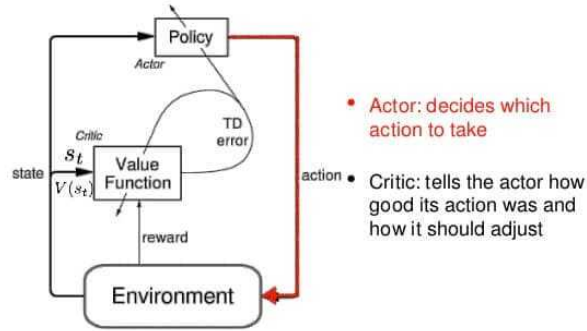 Policy
Actor
TD
error
Critic
s_t
state
V(s_t)
Value
Function
action
reward
Environment
• Actor: decides which
action to take
• Critic: tells the actor how
good its action was and
how it should adjust